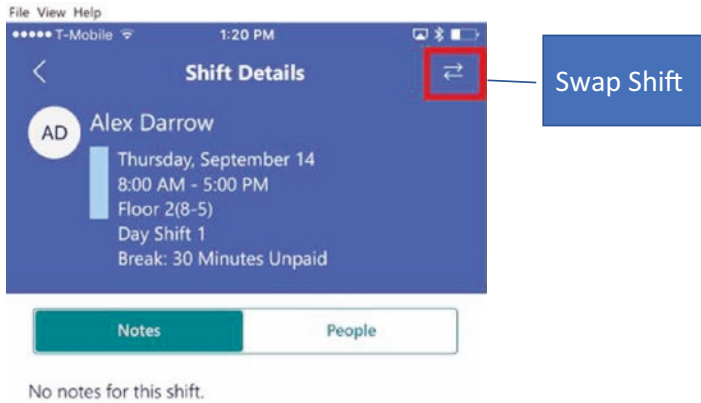 File View Help
T-Mobile 1:20 PM
Shift Details
Swap Shift
AD
Alex Darrow
Thursday, September 14
8:00 AM - 5:00 PM
Floor 2(8-5)
Day Shift 1
Break: 30 Minutes Unpaid
Notes People
No notes for this shift.